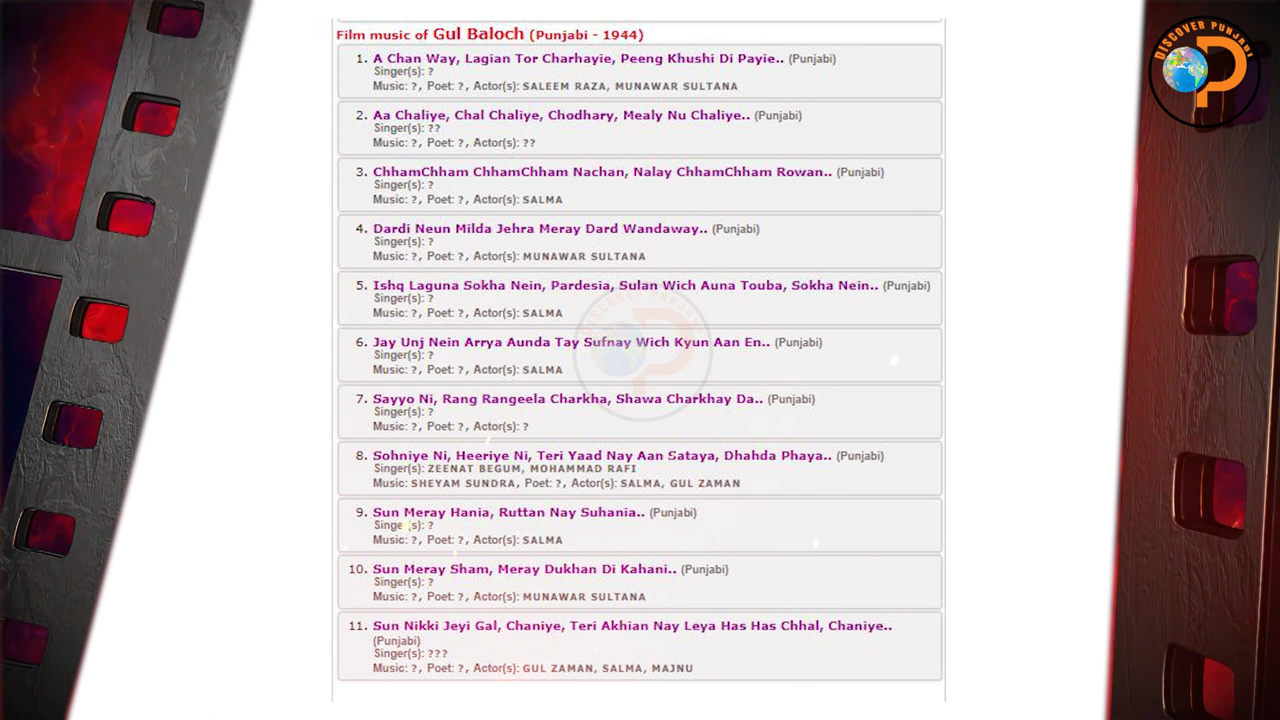 DISCOVER PUNJAB
Film music of Gul Baloch (Punjabi - 1944)
1. A Chan Way, Lagian Tor Charhayie, Peeng Khushi Di Payie.. (Punjabi)
Singer(s): ?
Music: ?, Poet: ?, Actor(s): SALEEM RAZA, MUNAWAR SULTANA
2. Aa Chaliye, Chal Chaliye, Chodhary, Mealy Nu Chaliye.. (Punjabi)
Singer(s): ??
Music: ?, Poet: ?, Actor(s): ??
3. ChhamChham ChhamChham Nachan, Nalay ChhamChham Rowan.. (Punjabi)
Singer(s): ?
Music: ?, Poet: ?, Actor(s): SALMA
4. Dardi Neun Milda Jehra Meray Dard Wandaway.. (Punjabi)
Singer(s): ?
Music: ?, Poet: ?, Actor(s): MUNAWAR SULTANA
5. Ishq Laguna Sokha Nein, Pardesia, Sulan Wich Auna Touba, Sokha Nein.. (Punjabi)
Singer(s): ?
Music: ?, Poet: ?, Actor(s): SALMA
6. Jay Unj Nein Arrya Aunda Tay Sufnay Wich Kyun Aan En.. (Punjabi)
Singer(s): ?
Music: ?, Poet: ?, Actor(s): SALMA
7. Sayyo Ni, Rang Rangeela Charkha, Shawa Charkhay Da.. (Punjabi)
Singer(s): ?
Music: ?, Poet: ?, Actor(s): ?
8. Sohniye Ni, Heeriye Ni, Teri Yaad Nay Aan Sataya, Dhahda Phaya.. (Punjabi)
Singer(s): ZEENAT BEGUM, MOHAMMAD RAFI
Music: SHEYAM SUNDRA, Poet: ?, Actor(s): SALMA, GUL ZAMAN
9. Sun Meray Hania, Ruttan Nay Suhania.. (Punjabi)
Singer(s): ?
Music: ?, Poet: ?, Actor(s): SALMA
10. Sun Meray Sham, Meray Dukhan Di Kahani.. (Punjabi)
Singer(s): ?
Music: ?, Poet: ?, Actor(s): MUNAWAR SULTANA
11. Sun Nikki Jeyi Gal, Chaniye, Teri Akhian Nay Leya Has Has Chhal, Chaniye..
(Punjabi)
Singer(s): ???
Music: ?, Poet: ?, Actor(s): GUL ZAMAN, SALMA, MAJNU
DISCOVER PUNJABI